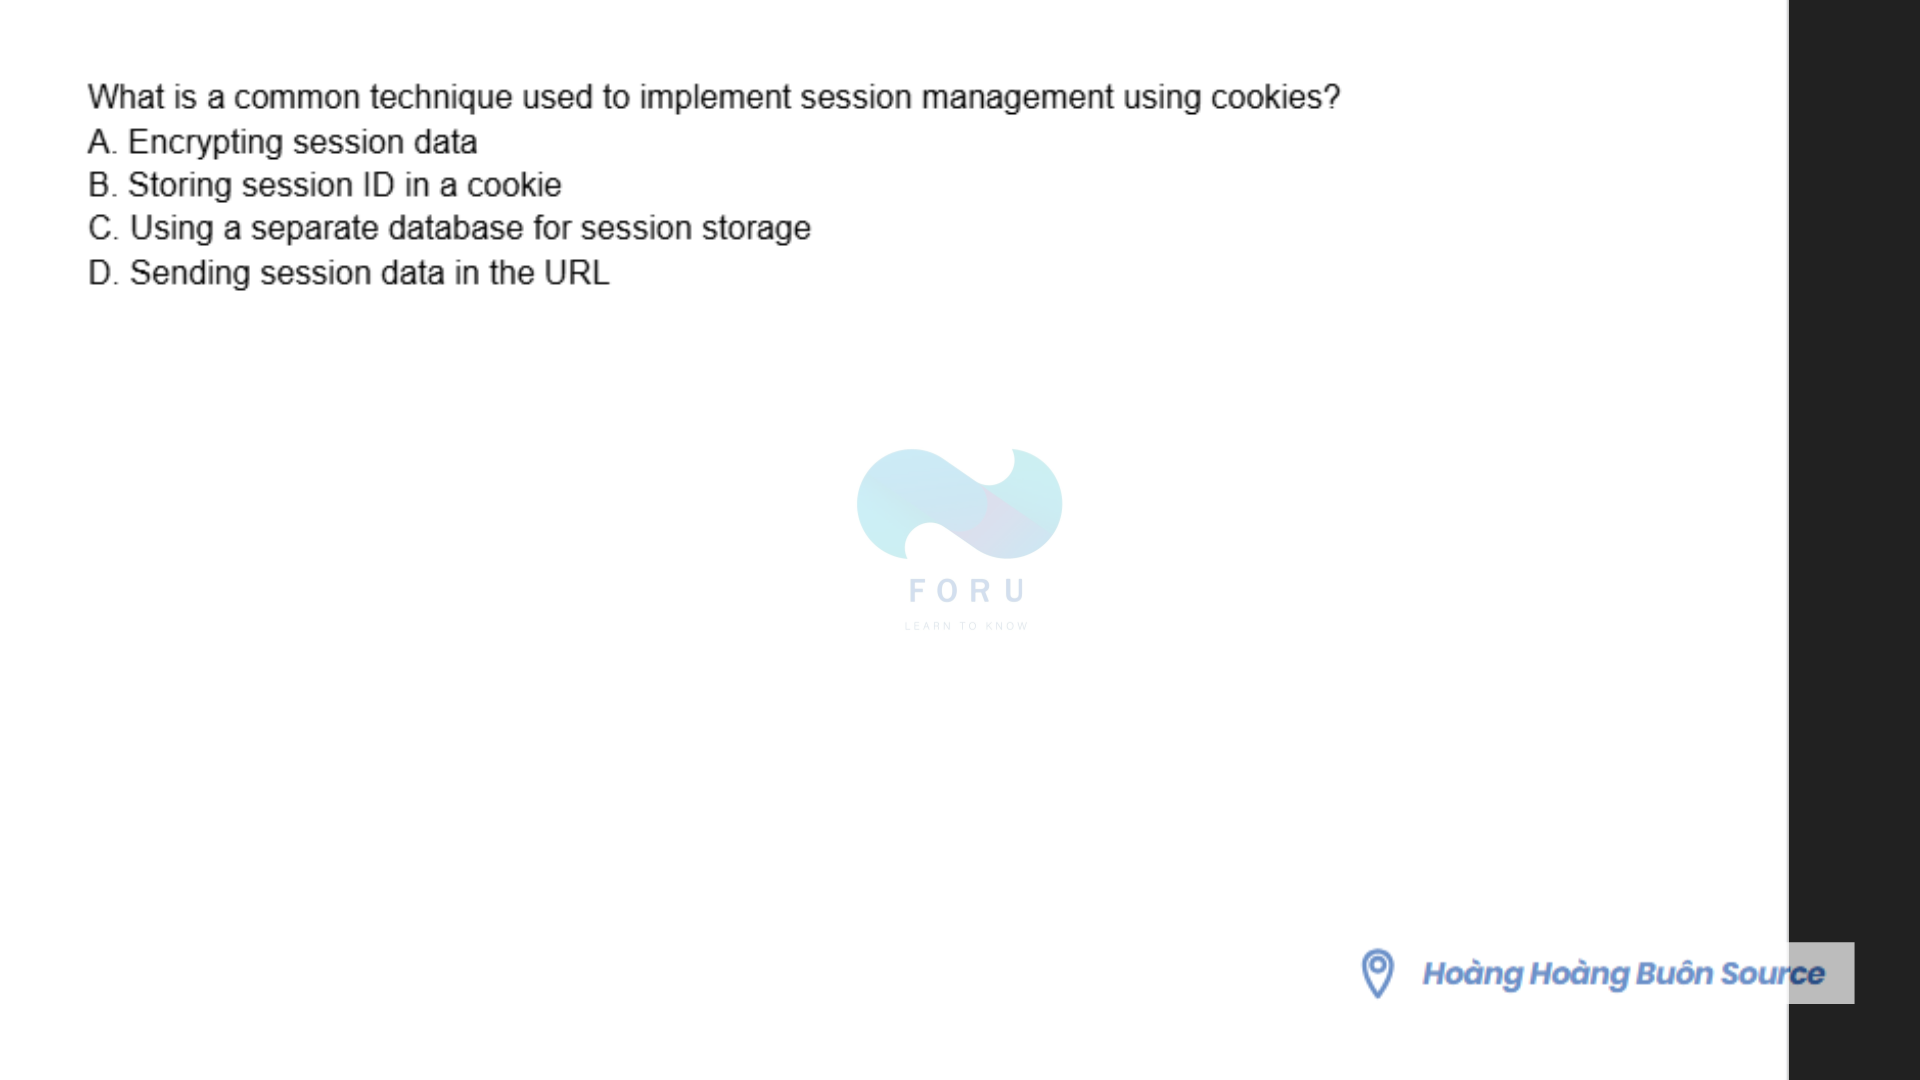 What is a common technique used to implement session management using cookies?
A. Encrypting session data
B. Storing session ID in a cookie
C. Using a separate database for session storage
D. Sending session data in the URL
FORU
LEARN TO KNOW
Hoàng Hoàng Buôn Source